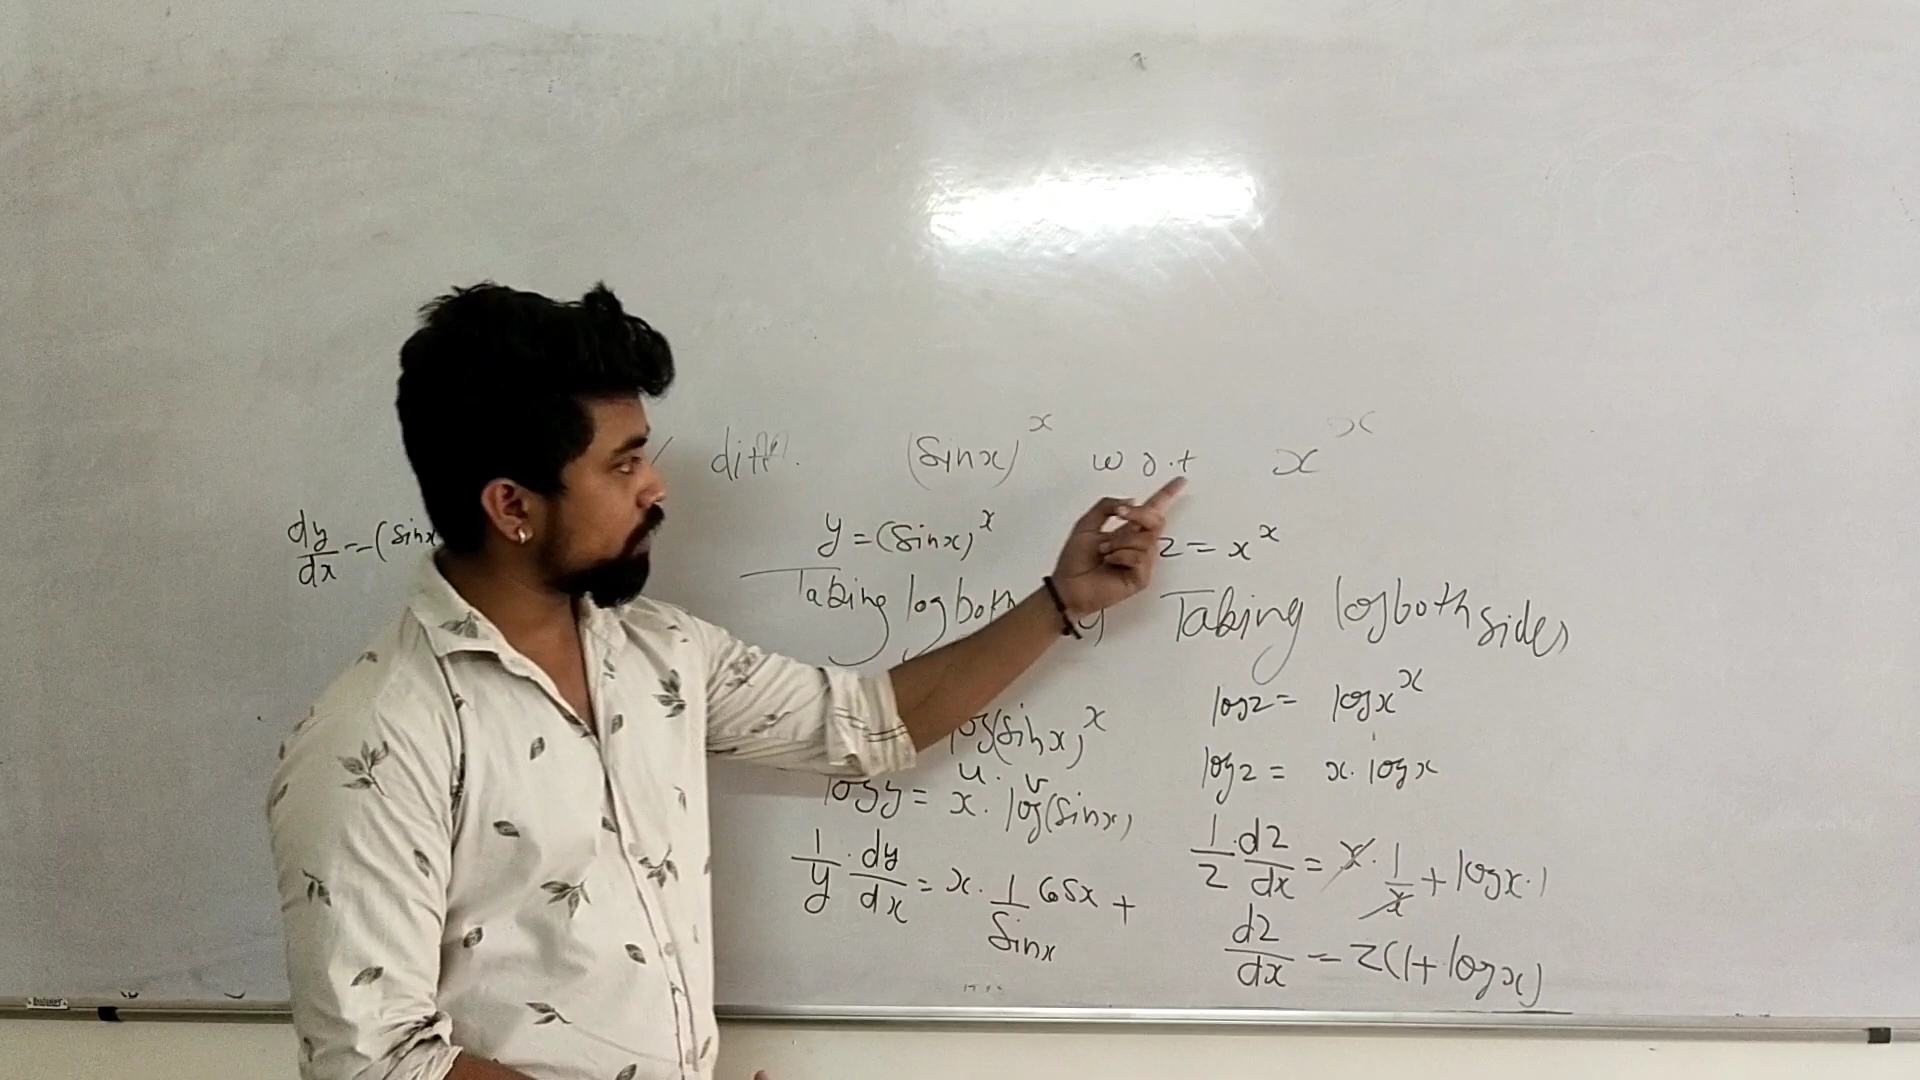 diff. (sinx)^x w.r.t x^x
dy/dx = (sinx
y = (sinx)^x
z = x^x
Taking log both
Taking log both sides
log(sinx)^x
logz = logx^x
u. v
logy = x. log(sinx)
logz = x. logx
1/y . dy/dx = x. 1/sinx cosx +
1/z . dz/dx = x. 1/x + logx.1
dz/dx = z(1+logx)